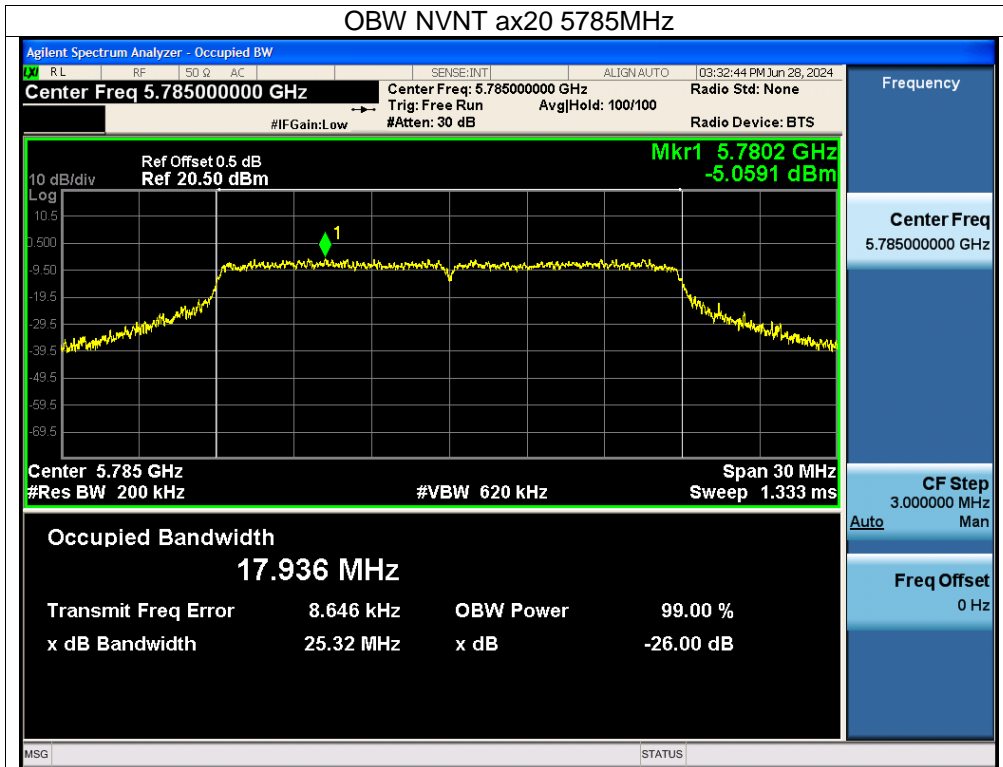 OBW NVNT ax20 5785MHz
Agilent Spectrum Analyzer - Occupied BW
LXI RL RF 50 Ω AC SENSE:INT ALIGN AUTO 03:32:44 PM Jun 28, 2024
Center Freq 5.785000000 GHz
Center Freq: 5.785000000 GHz Radio Std: None
Trig: Free Run Avg|Hold: 100/100
#IFGain:Low #Atten: 30 dB Radio Device: BTS
Mkr1 5.7802 GHz
-5.0591 dBm
Ref Offset 0.5 dB
10 dB/div Ref 20.50 dBm
Log
10.5
0.500
-9.50
-19.5
-29.5
-39.5
-49.5
-59.5
-69.5
1
Center 5.785 GHz Span 30 MHz
#Res BW 200 kHz #VBW 620 kHz Sweep 1.333 ms
Occupied Bandwidth
17.936 MHz
Transmit Freq Error 8.646 kHz OBW Power 99.00 %
x dB Bandwidth 25.32 MHz x dB -26.00 dB
MSG STATUS
Frequency
Center Freq
5.785000000 GHz
CF Step
3.000000 MHz
Auto Man
Freq Offset
0 Hz